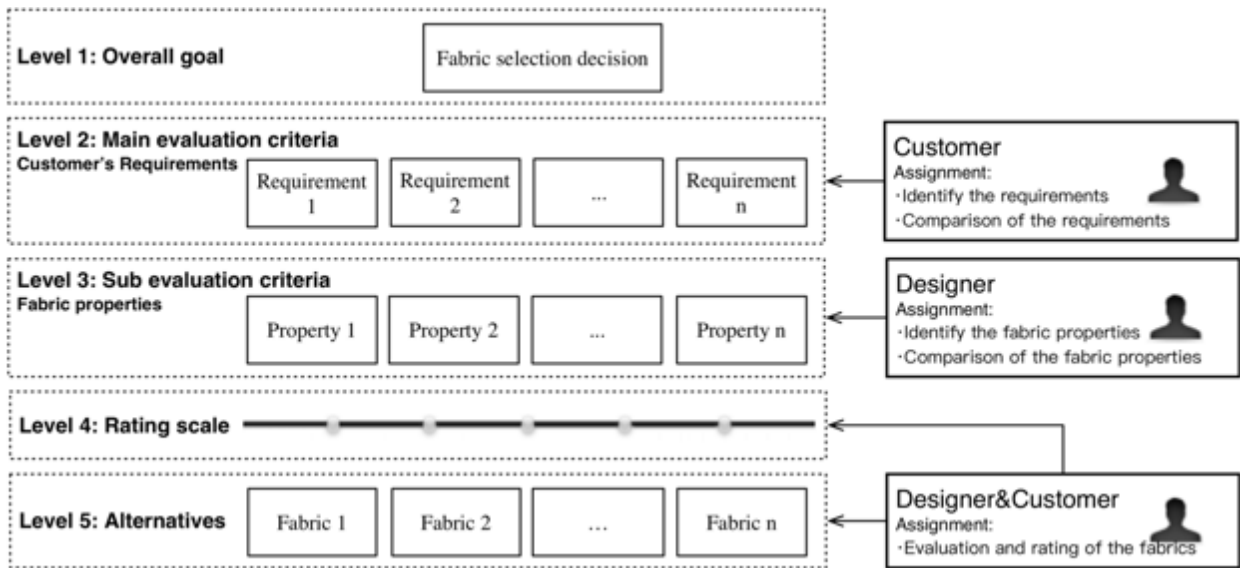 Level 1: Overall goal
Fabric selection decision
Level 2: Main evaluation criteria
Customer's Requirements
Requirement
1
Requirement
2
...
Requirement
n
Customer
Assignment:
·Identify the requirements
·Comparison of the requirements
Level 3: Sub evaluation criteria
Fabric properties
Property 1
Property 2
...
Property n
Designer
Assignment:
·Identify the fabric properties
·Comparison of the fabric properties
Level 4: Rating scale
Level 5: Alternatives
Fabric 1
Fabric 2
...
Fabric n
Designer&Customer
Assignment:
·Evaluation and rating of the fabrics